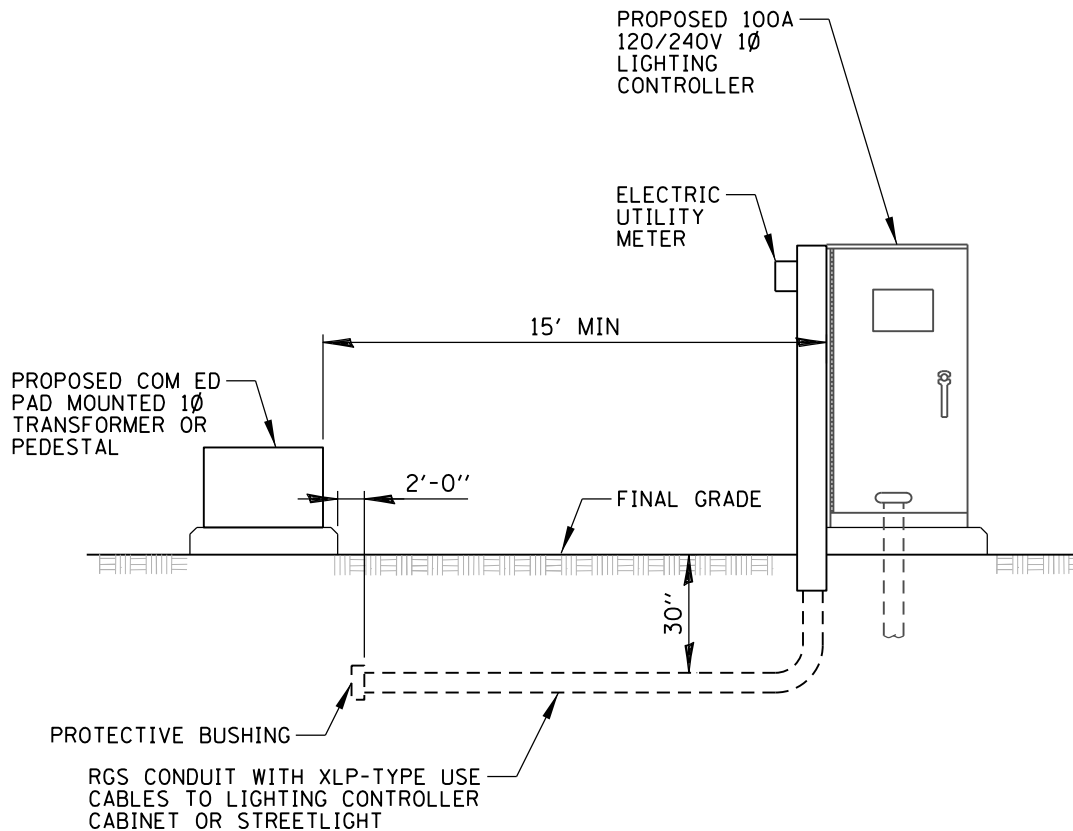 PROPOSED 100A
120/240V 1Ø
LIGHTING
CONTROLLER
ELECTRIC
UTILITY
METER
15' MIN
PROPOSED COM ED
PAD MOUNTED 1Ø
TRANSFORMER OR
PEDESTAL
2'-0''
FINAL GRADE
30''
PROTECTIVE BUSHING
RGS CONDUIT WITH XLP-TYPE USE
CABLES TO LIGHTING CONTROLLER
CABINET OR STREETLIGHT